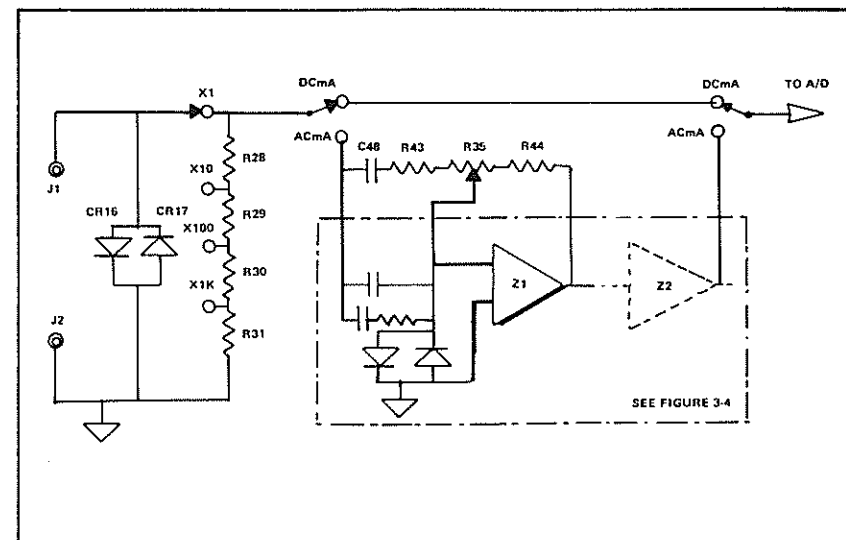 X1
DCmA
DCmA
TO A/D
ACmA
ACmA
C48
R43
R35
R44
R28
X10
J1
CR16
CR17
R29
X100
Z1
Z2
R30
X1K
J2
R31
SEE FIGURE 3-4